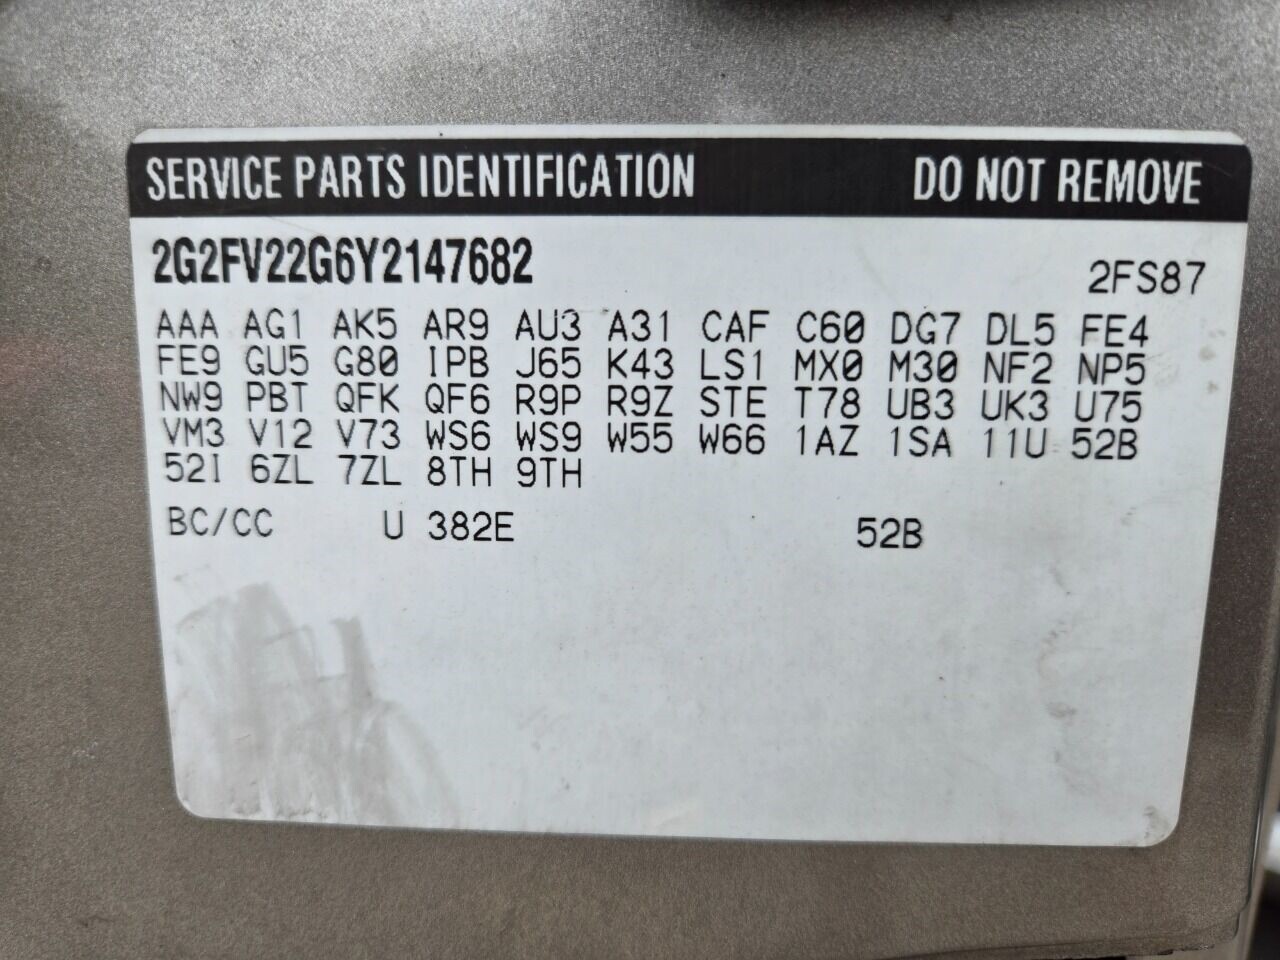 SERVICE PARTS IDENTIFICATION DO NOT REMOVE
2G2FV22G6Y2147682 2FS87
AAA AG1 AK5 AR9 AU3 A31 CAF C60 DG7 DL5 FE4
FE9 GU5 G80 IPB J65 K43 LS1 MX0 M30 NF2 NP5
NW9 PBT QFK QF6 R9P R9Z STE T78 UB3 UK3 U75
VM3 V12 V73 WS6 WS9 W55 W66 1AZ 1SA 11U 52B
52I 6ZL 7ZL 8TH 9TH
BC/CC U 382E 52B